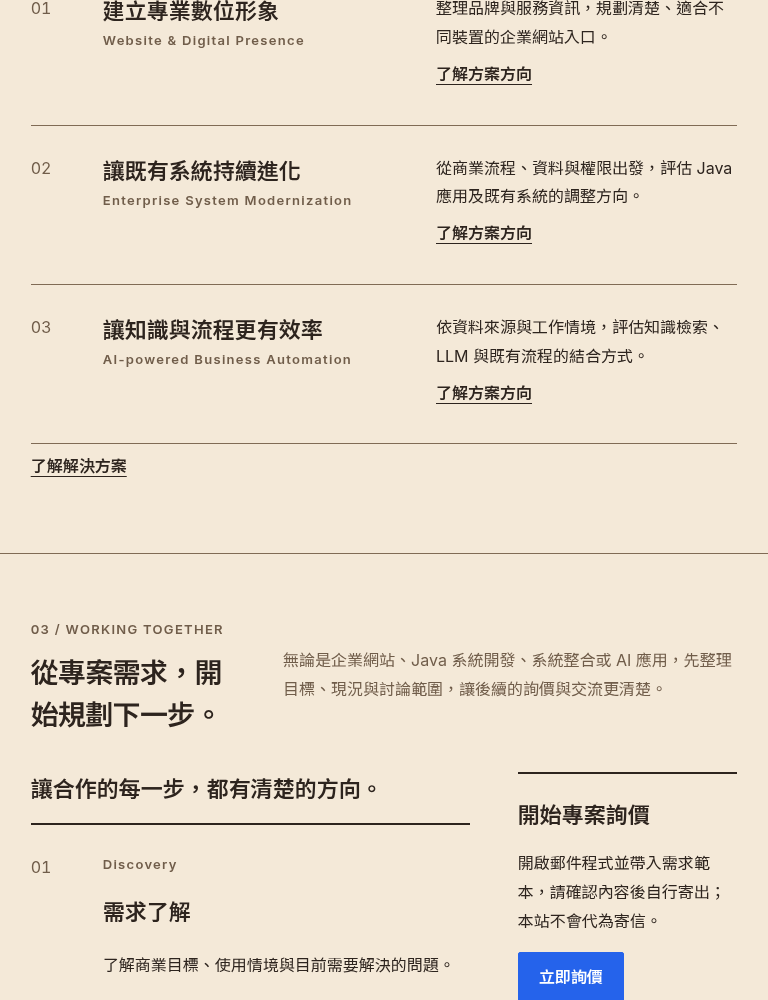 01
建立專業數位形象
Website & Digital Presence
整理品牌與服務資訊，規劃清楚、適合不
同裝置的企業網站入口。
了解方案方向
02
讓既有系統持續進化
Enterprise System Modernization
從商業流程、資料與權限出發，評估 Java
應用及既有系統的調整方向。
了解方案方向
03
讓知識與流程更有效率
AI-powered Business Automation
依資料來源與工作情境，評估知識檢索、
LLM 與既有流程的結合方式。
了解方案方向
了解解決方案
03 / WORKING TOGETHER
從專案需求，開
始規劃下一步。
無論是企業網站、Java 系統開發、系統整合或 AI 應用，先整理
目標、現況與討論範圍，讓後續的詢價與交流更清楚。
讓合作的每一步，都有清楚的方向。
01
Discovery
需求了解
了解商業目標、使用情境與目前需要解決的問題。
開始專案詢價
開啟郵件程式並帶入需求範
本，請確認內容後自行寄出；
本站不會代為寄信。
立即詢價